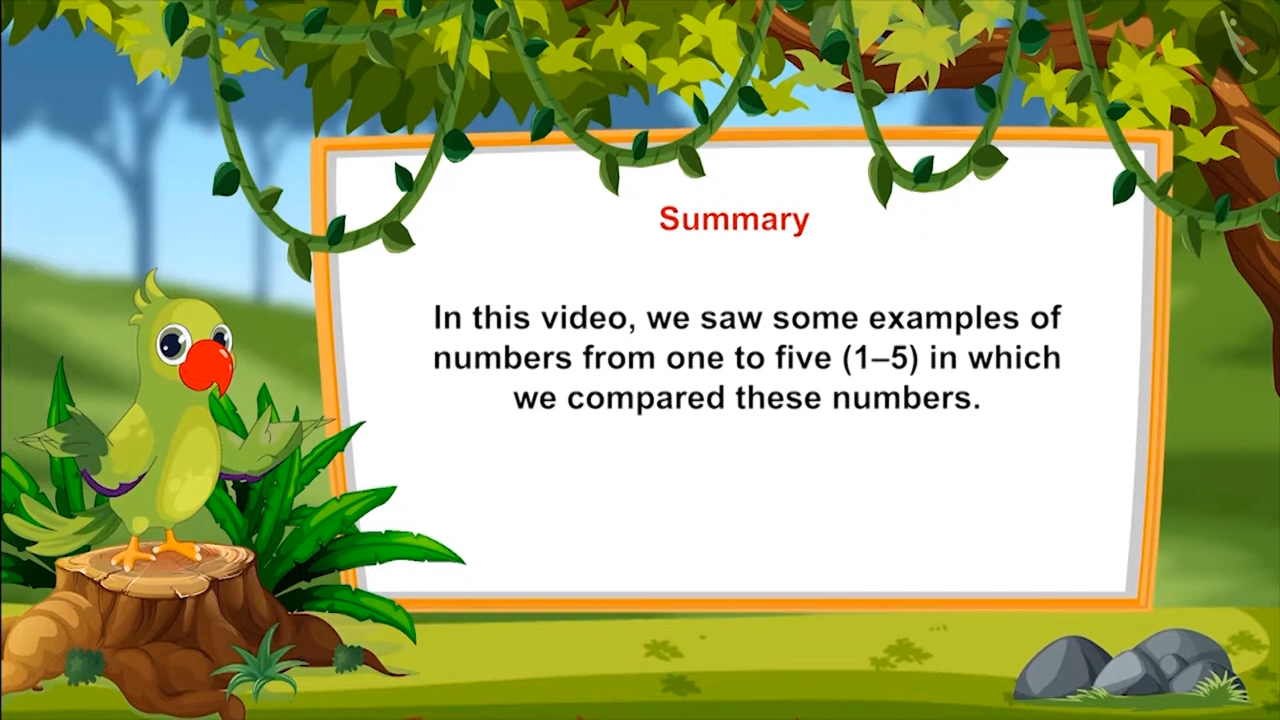 Summary
In this video, we saw some examples of
numbers from one to five (1–5) in which
we compared these numbers.